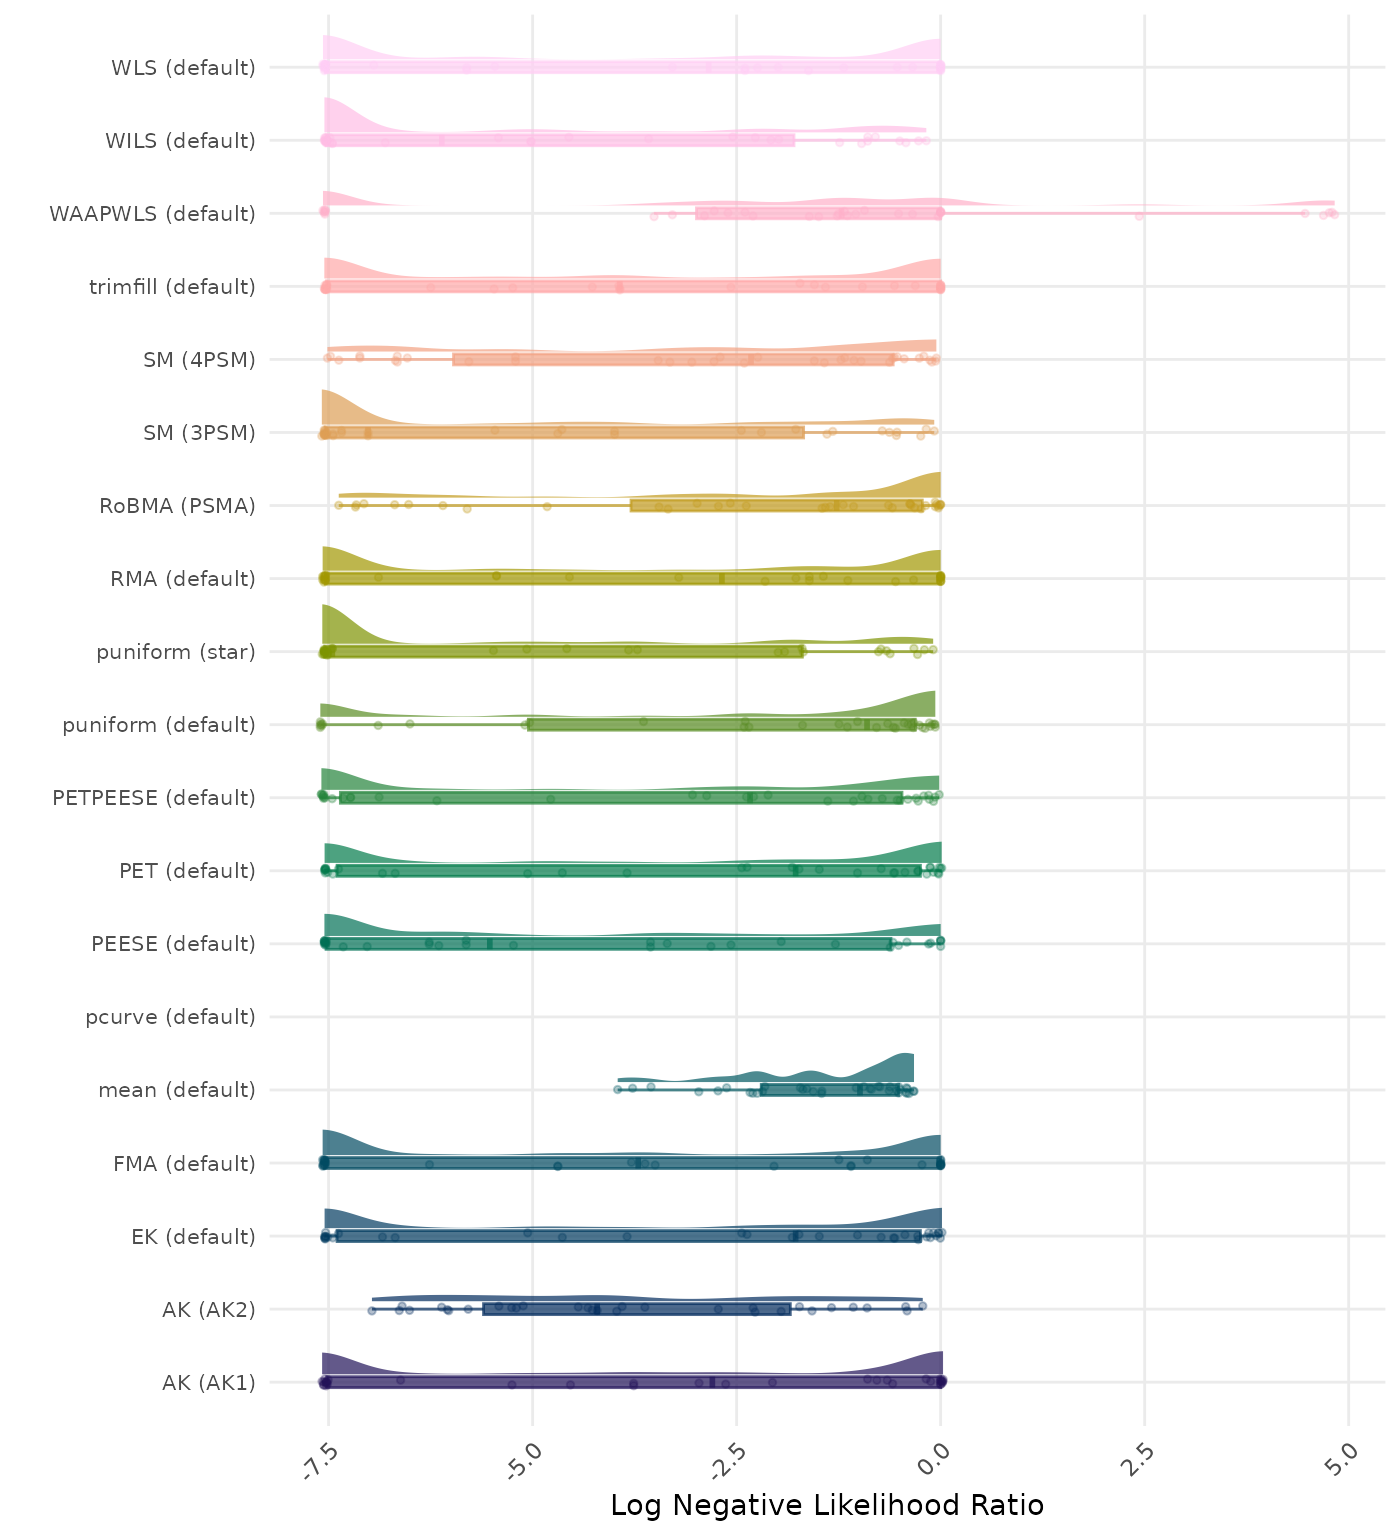 WLS (default)
WILS (default)
WAAPWLS (default)
trimfill (default)
SM (4PSM)
SM (3PSM)
RoBMA (PSMA)
RMA (default)
puniform (star)
puniform (default)
PETPEESE (default)
PET (default)
PEESE (default)
pcurve (default)
mean (default)
FMA (default)
EK (default)
AK (AK2)
AK (AK1)
-7.5
-5.0
-2.5
0.0
2.5
5.0
Log Negative Likelihood Ratio